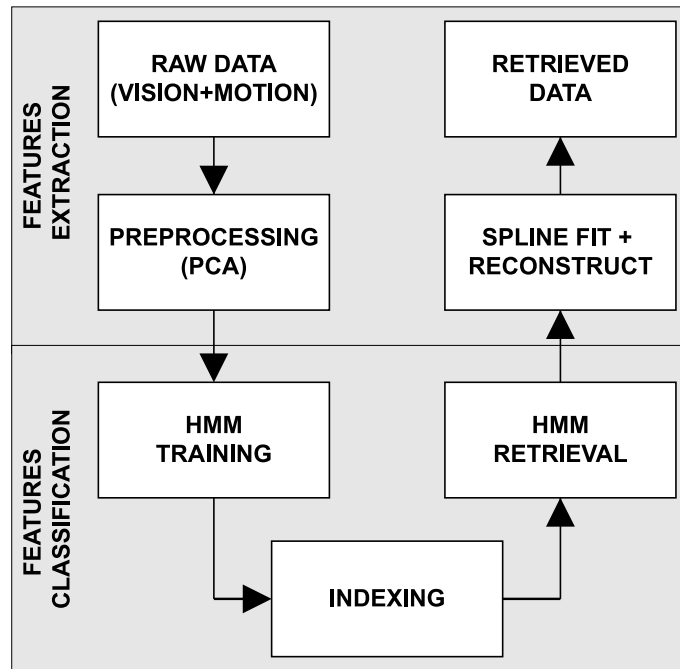 FEATURES
EXTRACTION
RAW DATA
(VISION+MOTION)
RETRIEVED
DATA
PREPROCESSING
(PCA)
SPLINE FIT +
RECONSTRUCT
FEATURES
CLASSIFICATION
HMM
TRAINING
HMM
RETRIEVAL
INDEXING